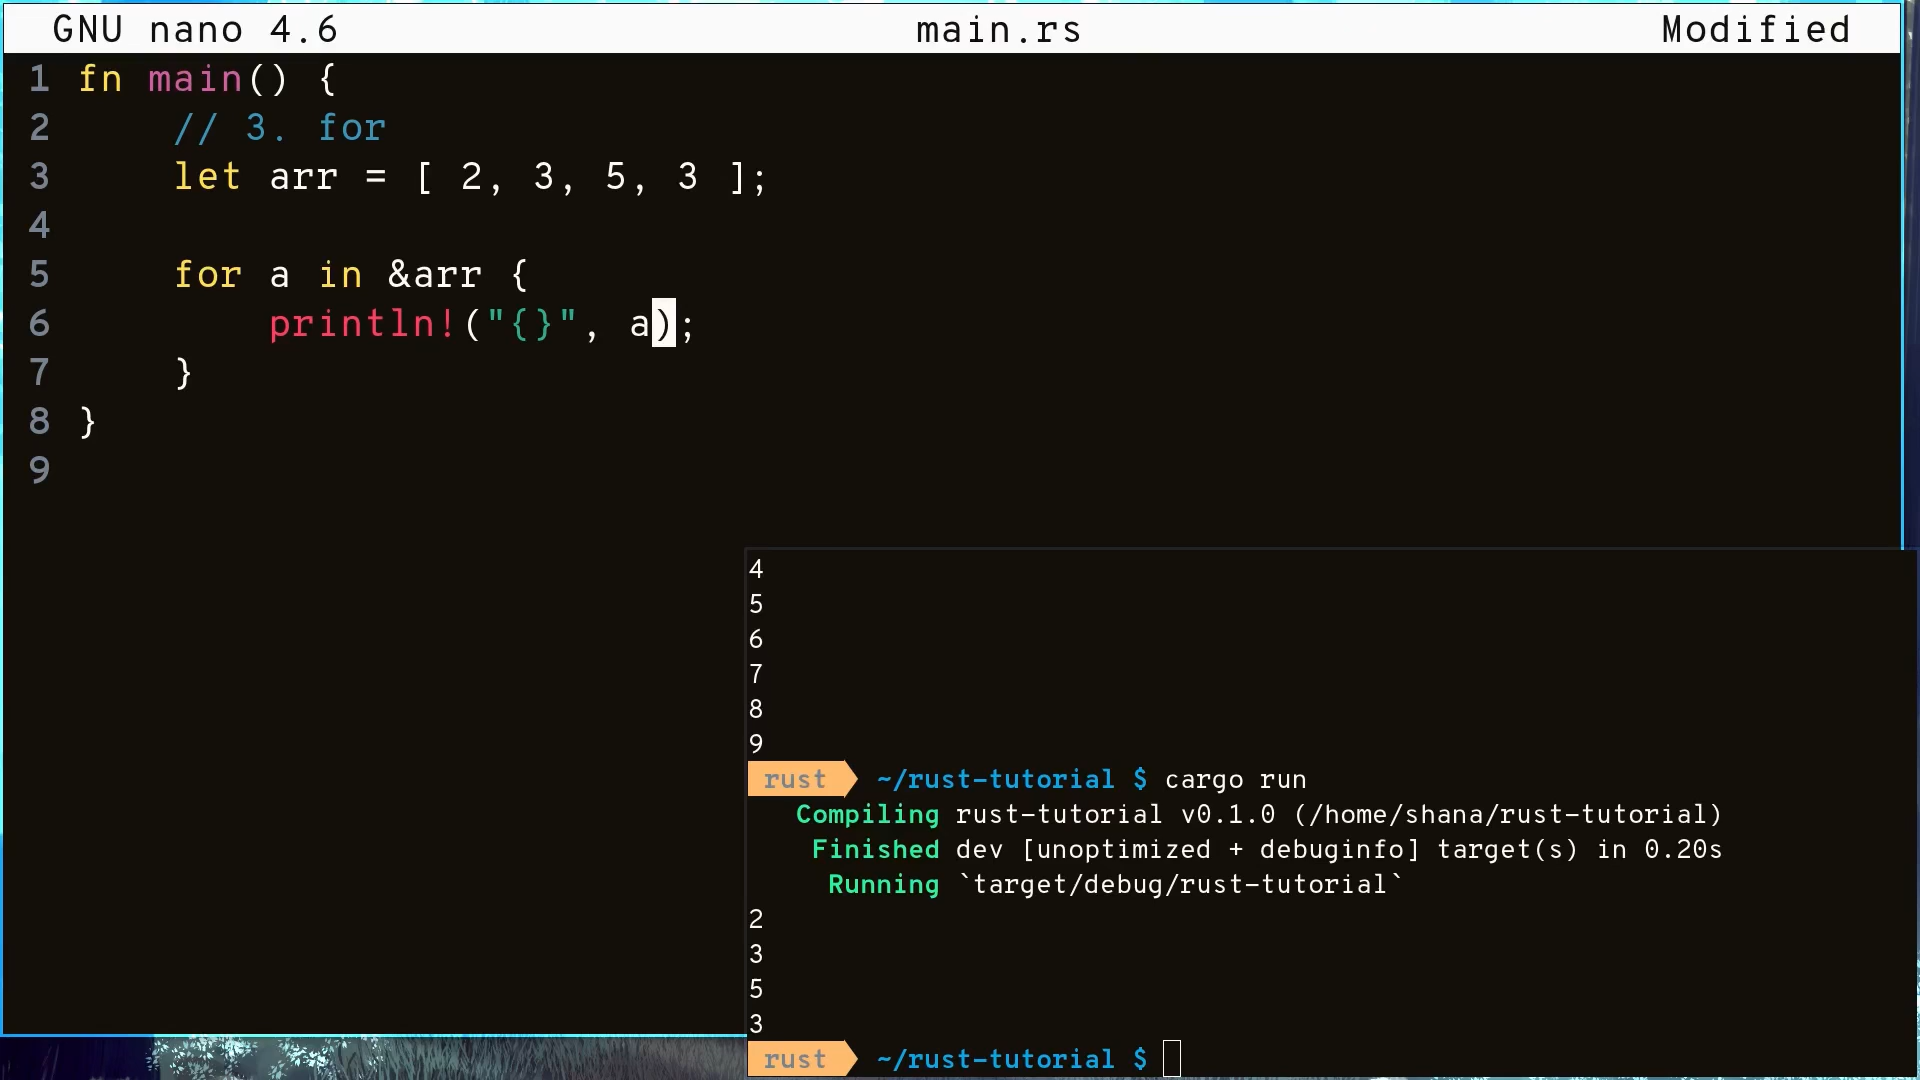 GNU nano 4.6 main.rs Modified
1 fn main() {
2     // 3. for
3     let arr = [ 2, 3, 5, 3 ];
4
5     for a in &arr {
6         println!("{}", a);
7     }
8 }
9
4
5
6
7
8
9
rust ~/rust-tutorial $ cargo run
Compiling rust-tutorial v0.1.0 (/home/shana/rust-tutorial)
Finished dev [unoptimized + debuginfo] target(s) in 0.20s
Running `target/debug/rust-tutorial`
2
3
5
3
rust ~/rust-tutorial $